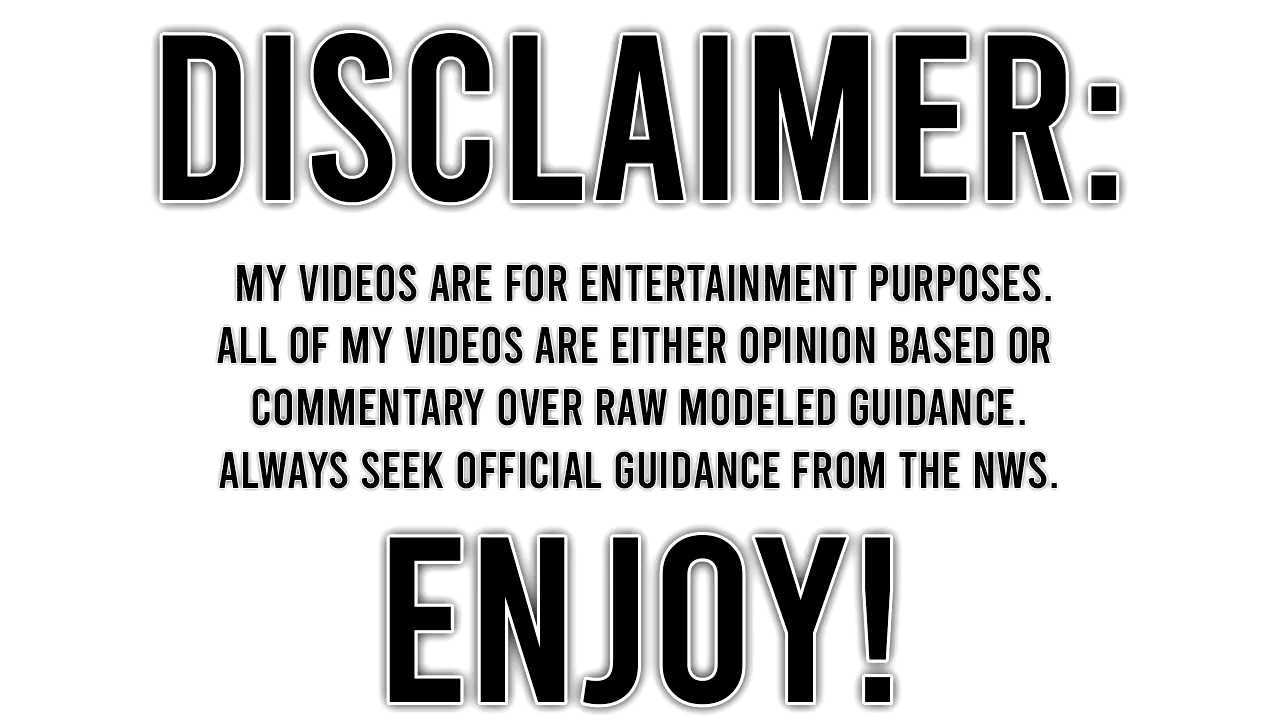 DISCLAIMER:
MY VIDEOS ARE FOR ENTERTAINMENT PURPOSES.
ALL OF MY VIDEOS ARE EITHER OPINION BASED OR
COMMENTARY OVER RAW MODELED GUIDANCE.
ALWAYS SEEK OFFICIAL GUIDANCE FROM THE NWS.
ENJOY!